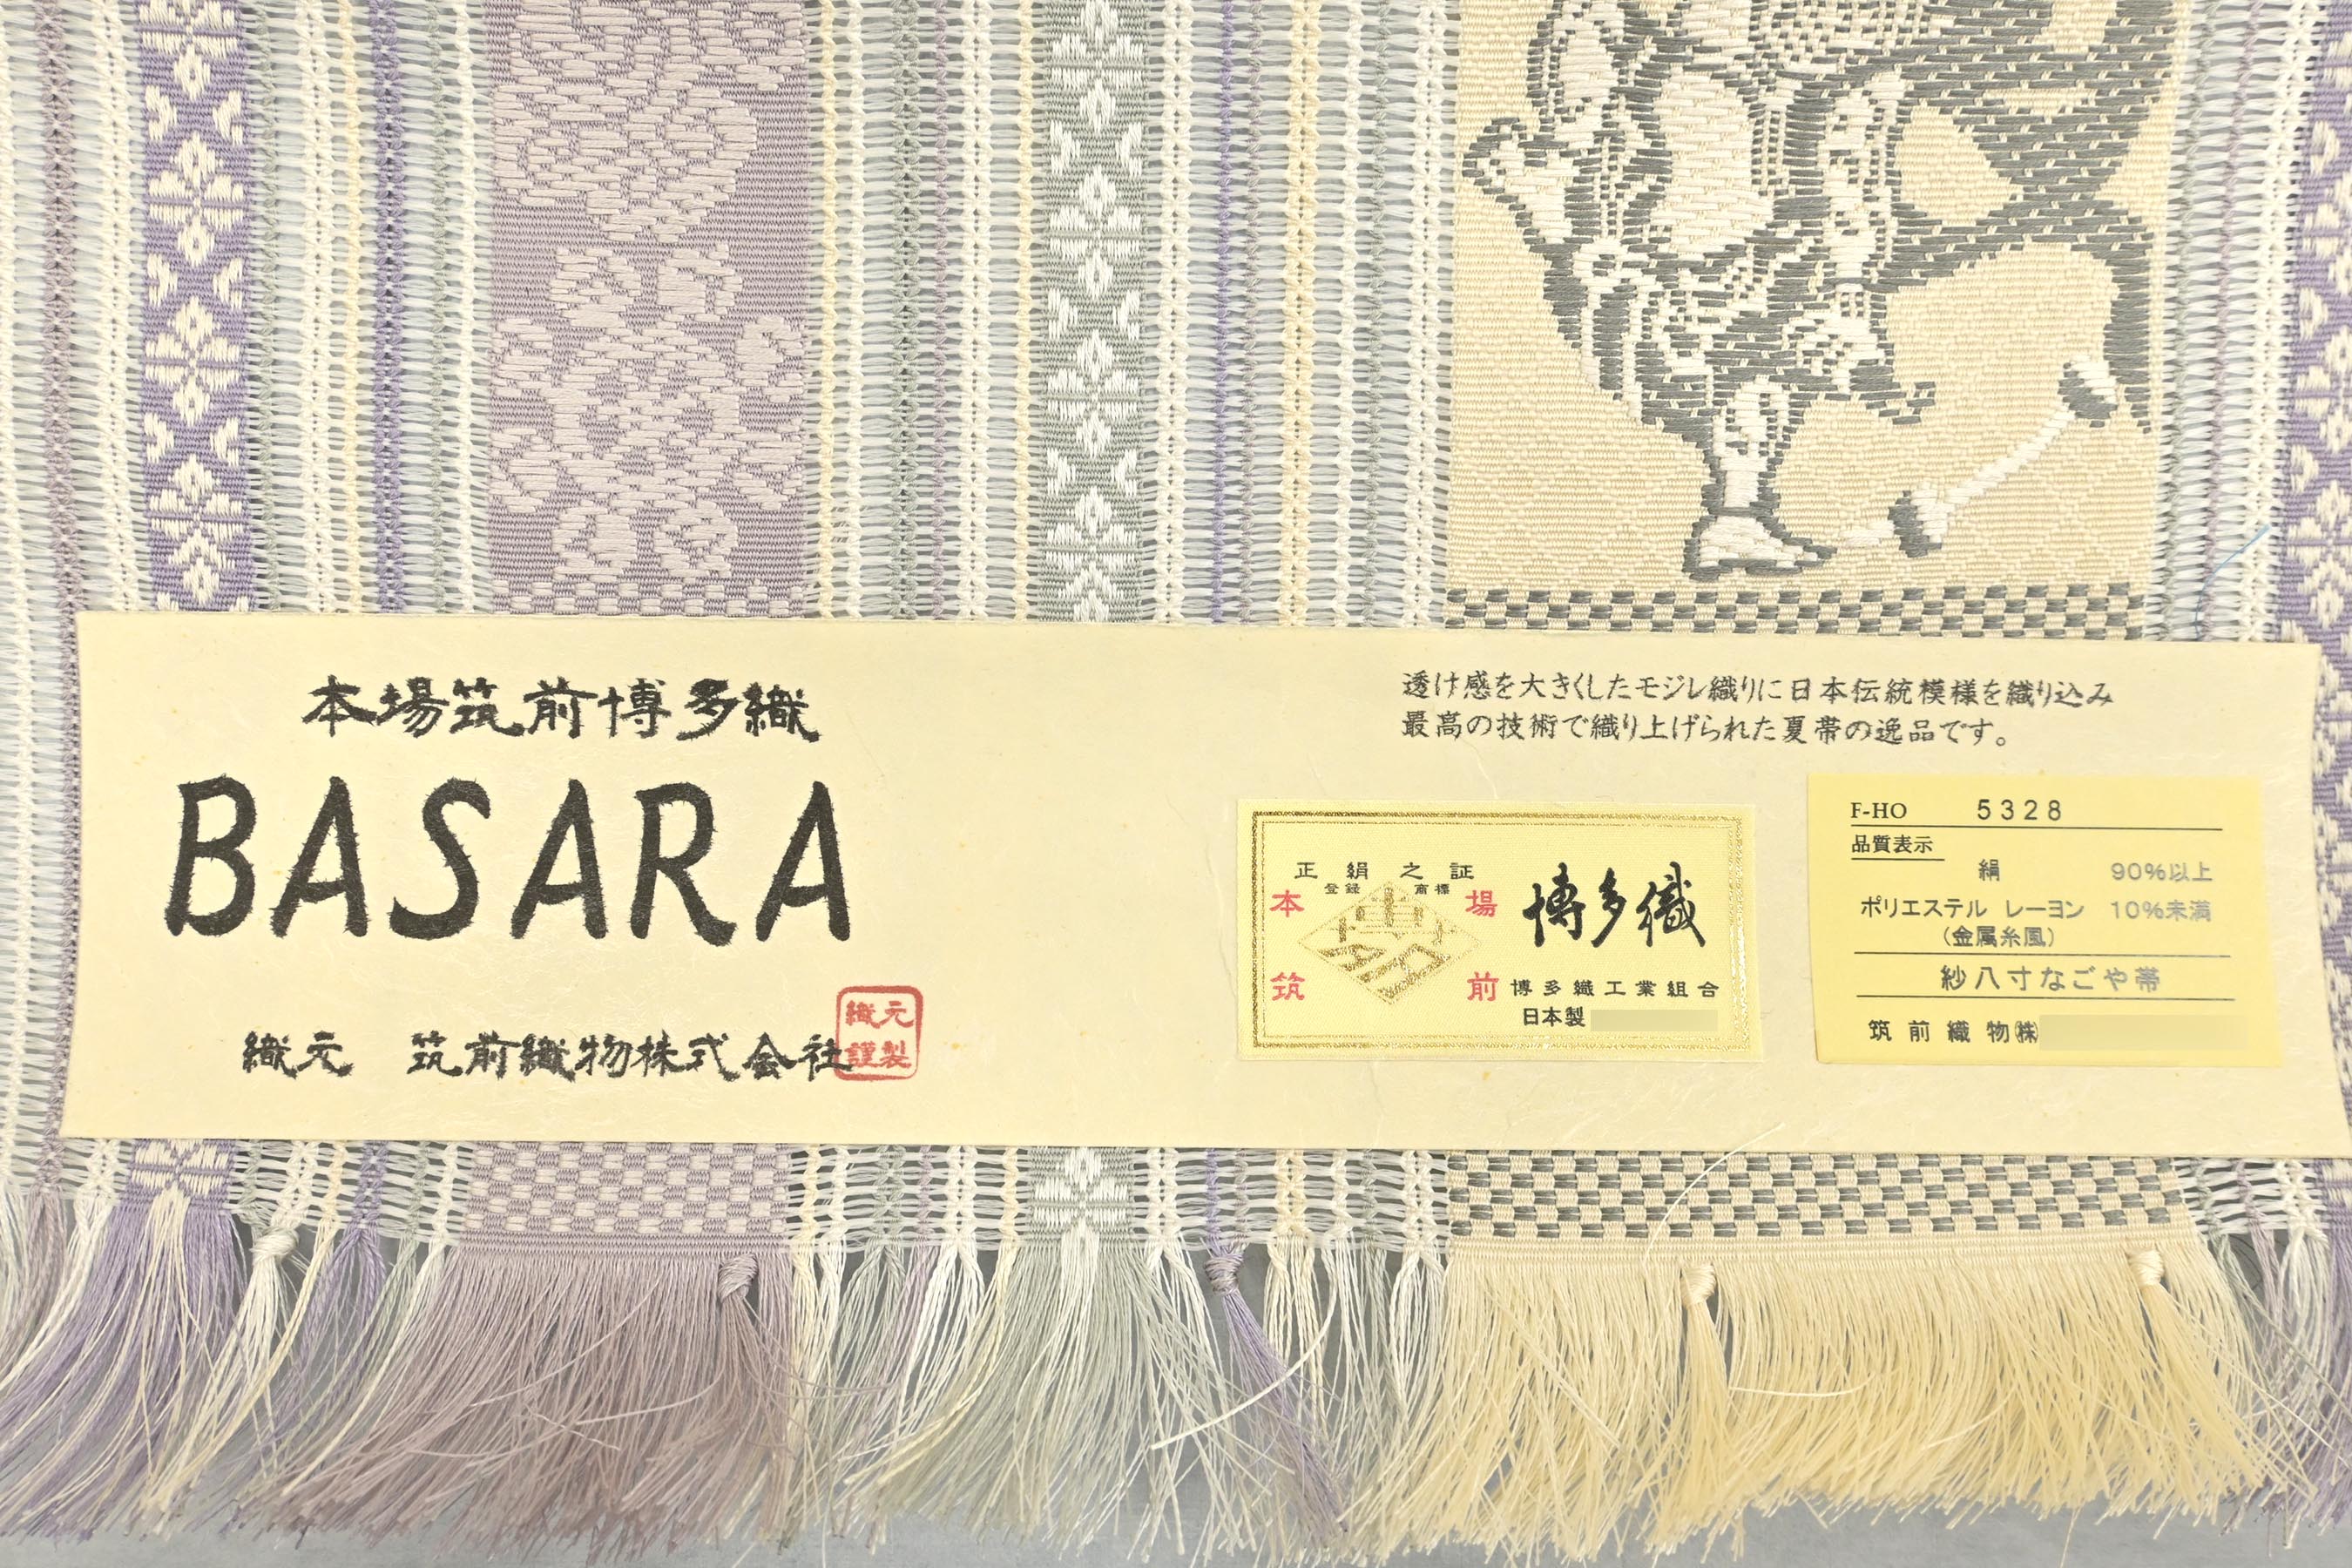 本場筑前博多織
BASARA
織元 筑前織物株式会社
織元
謹製
透け感を大きくしたモジレ織りに日本伝統模様を織り込み
最高の技術で織り上げられた夏帯の逸品です。
正絹之証
登録 商標
本場
筑前
博多織
博多織工業組合
日本製
F-HO 5328
品質表示
絹 90%以上
ポリエステル レーヨン 10%未満
(金属糸風)
紗八寸なごや帯
筑前織物㈱